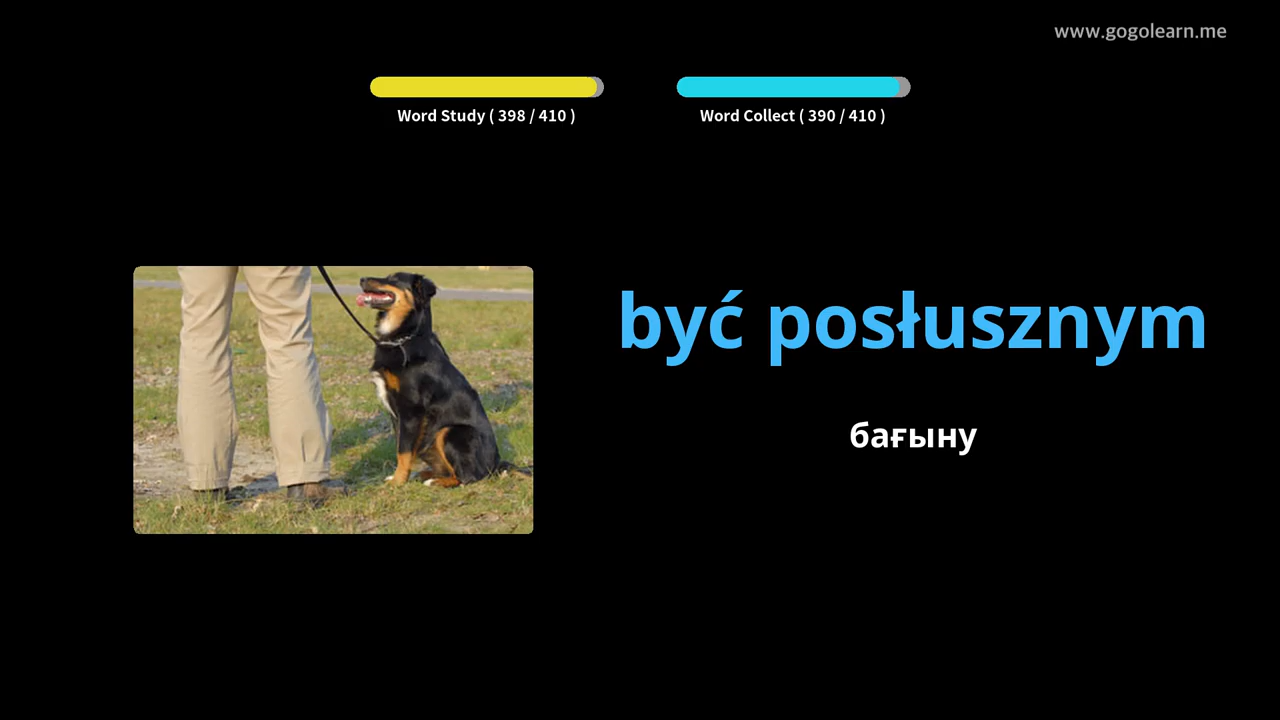 www.gogolearn.me
Word Study ( 398 / 410 )
Word Collect ( 390 / 410 )
być posłusznym
бағыну